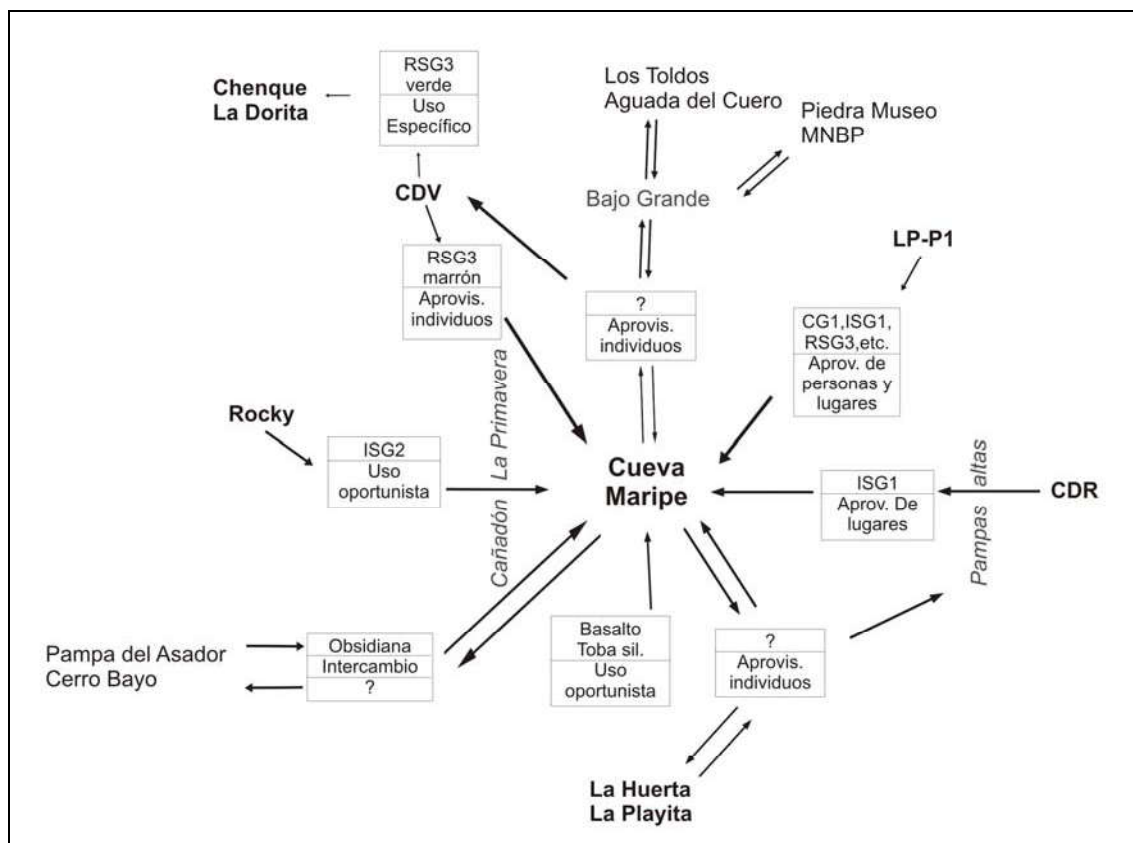 RSG3
verde
Uso
Específico
Chenque
La Dorita
CDV
RSG3
marrón
Aprovis.
individuos
Los Toldos
Aguada del Cuero
Piedra Museo
MNBP
Bajo Grande
?
Aprovis.
individuos
LP-P1
CG1,ISG1,
RSG3,etc.
Aprov. de
personas y
lugares
Rocky
ISG2
Uso
oportunista
Cañadón La Primavera
Cueva
Maripe
ISG1
Aprov. De
lugares
Pampas altas
CDR
Pampa del Asador
Cerro Bayo
Obsidiana
Intercambio
?
Basalto
Toba sil.
Uso
oportunista
?
Aprovis.
individuos
La Huerta
La Playita